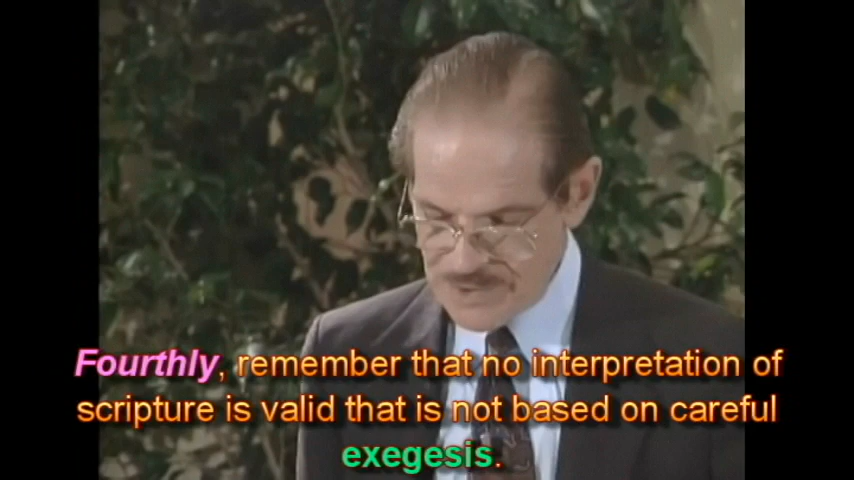 Fourthly, remember that no interpretation of
scripture is valid that is not based on careful
exegesis.